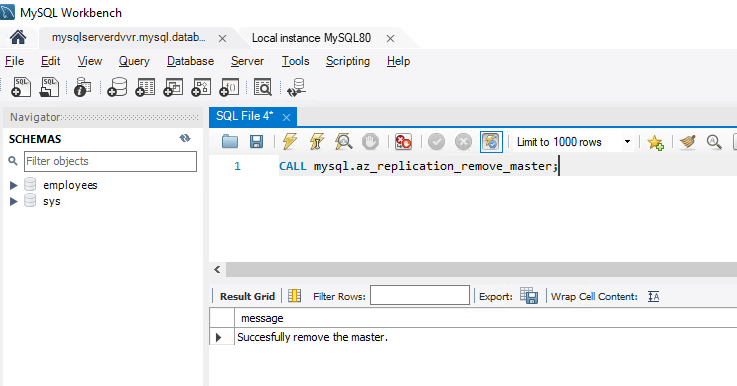 MySQL Workbench
mysqlserverdvvr.mysql.datab..
Local instance MySQL80
File Edit View Query Database Server Tools Scripting Help
Navigator
SCHEMAS
Filter objects
employees
sys
SQL File 4*
Limit to 1000 rows
1 CALL mysql.az_replication_remove_master;
Result Grid Filter Rows: Export: Wrap Cell Content:
message
Succesfully remove the master.